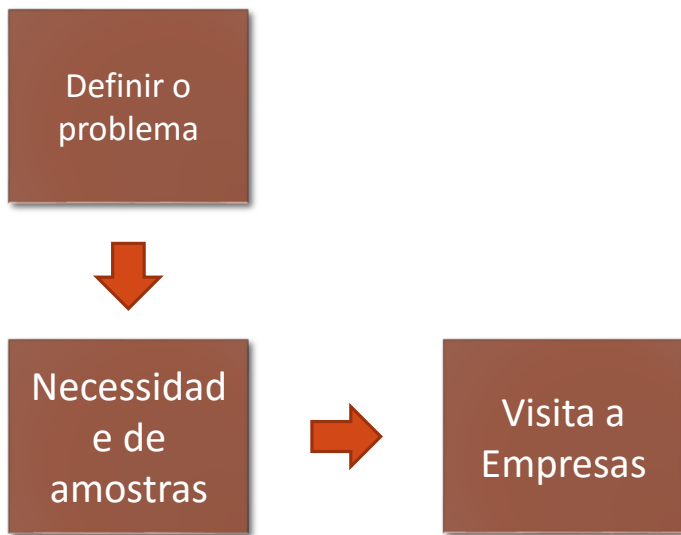 Definir o
problema
Necessidad
e de
amostras
Visita a
Empresas